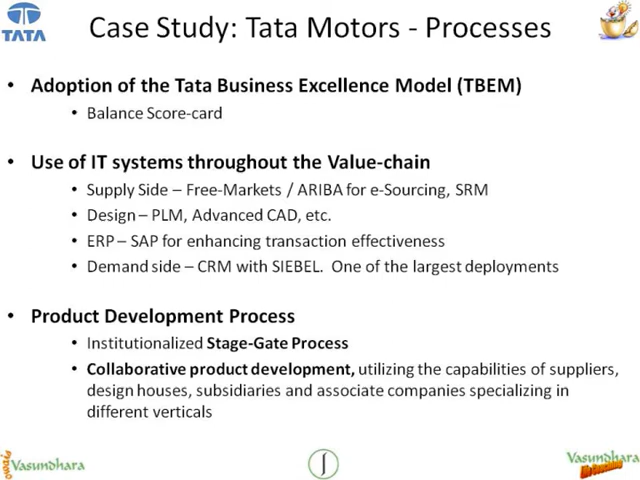 TATA
Case Study: Tata Motors - Processes
• Adoption of the Tata Business Excellence Model (TBEM)
• Balance Score-card
• Use of IT systems throughout the Value-chain
• Supply Side – Free-Markets / ARIBA for e-Sourcing, SRM
• Design – PLM, Advanced CAD, etc.
• ERP – SAP for enhancing transaction effectiveness
• Demand side – CRM with SIEBEL. One of the largest deployments
• Product Development Process
• Institutionalized Stage-Gate Process
• Collaborative product development, utilizing the capabilities of suppliers,
design houses, subsidiaries and associate companies specializing in
different verticals
Vasundhara
Vasundhara